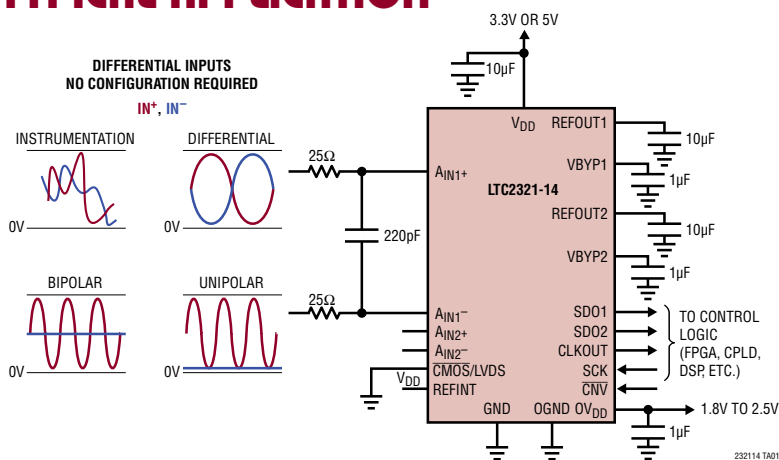 TYPICAL APPLICATION
DIFFERENTIAL INPUTS
NO CONFIGURATION REQUIRED
IN+, IN−
INSTRUMENTATION
DIFFERENTIAL
0V
0V
BIPOLAR
UNIPOLAR
0V
0V
25Ω
220pF
25Ω
3.3V OR 5V
10µF
VDD
REFOUT1
10µF
AIN1+
VBYP1
1µF
LTC2321-14
REFOUT2
10µF
VBYP2
1µF
AIN1−
AIN2+
AIN2−
CMOS/LVDS
VDD
REFINT
SDO1
SDO2
CLKOUT
SCK
CNV
TO CONTROL
LOGIC
(FPGA, CPLD,
DSP, ETC.)
GND
OGND OVDD
1.8V TO 2.5V
1µF
232114 TA01